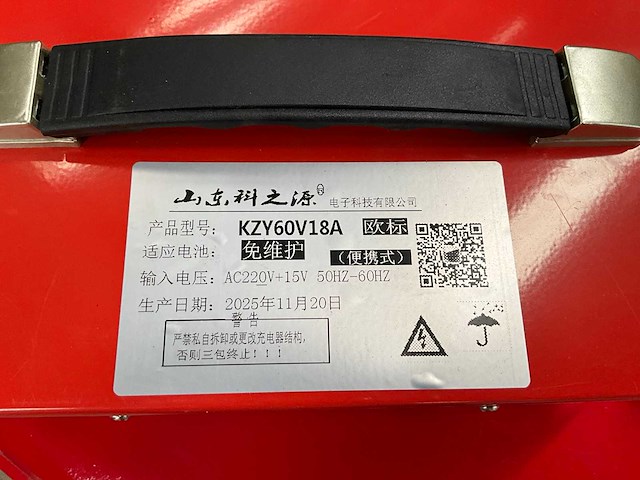 山东科之源 电子科技有限公司
产品型号: KZY60V18A 欧标
适应电池: 免维护 (便携式)
输入电压: AC220V+15V 50HZ-60HZ
生产日期: 2025年11月20日
警告
严禁私自拆卸或更改充电器结构,
否则三包终止!!!